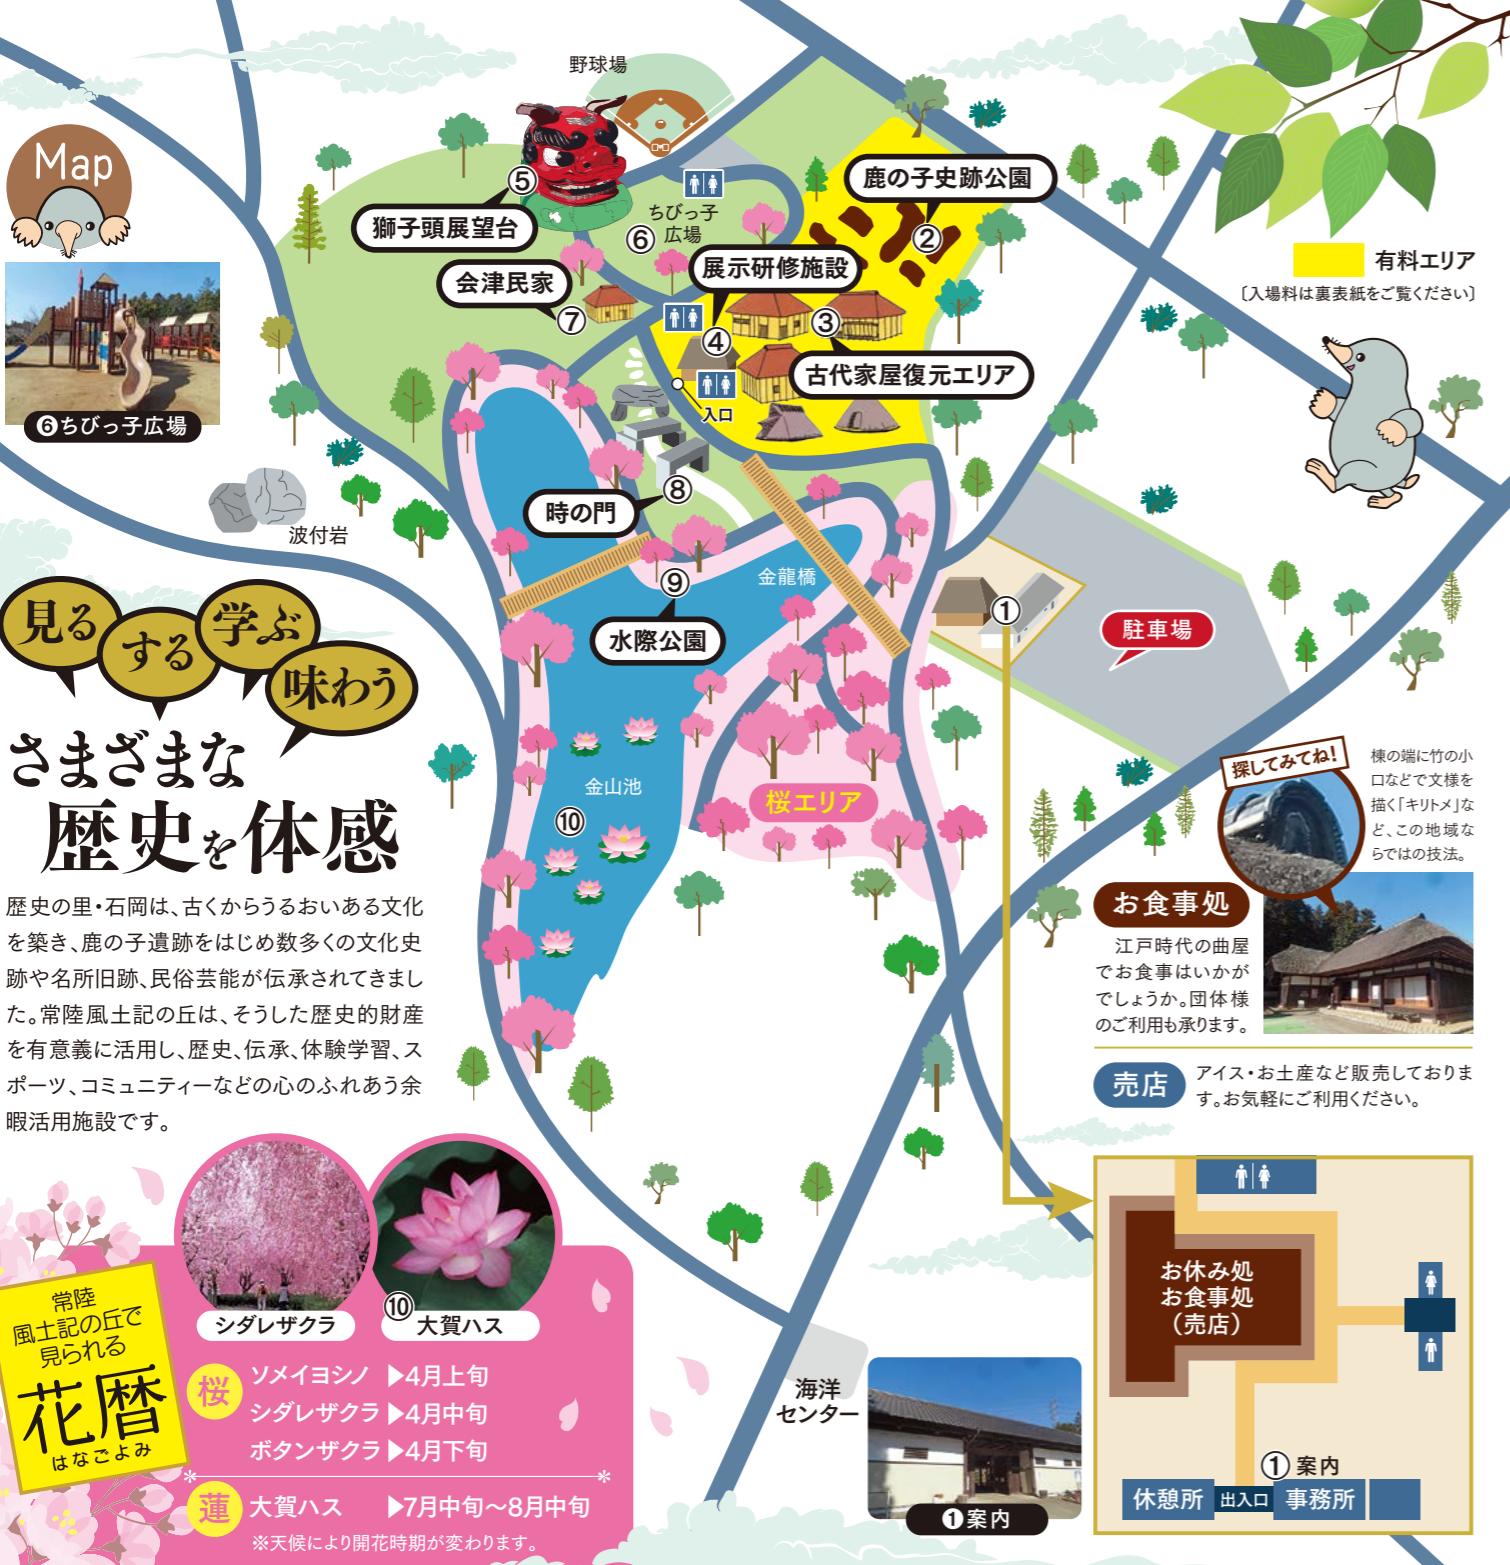 Map
野球場
⑤
獅子頭展望台
ちびっ子
広場
⑥
鹿の子史跡公園
②
展示研修施設
会津民家
⑦
④
③
古代家屋復元エリア
入口
有料エリア
〔入場料は裏表紙をご覧ください〕
❻ちびっ子広場
波付岩
時の門
⑧
⑨
水際公園
金龍橋
①
駐車場
金山池
⑩
桜エリア
見る
する
学ぶ
味わう
さまざまな
歴史を体感
歴史の里・石岡は、古くからうるおいある文化
を築き、鹿の子遺跡をはじめ数多くの文化史
跡や名所旧跡、民俗芸能が伝承されてきまし
た。常陸風土記の丘は、そうした歴史的財産
を有意義に活用し、歴史、伝承、体験学習、ス
ポーツ、コミュニティーなどの心のふれあう余
暇活用施設です。
探してみてね!
棟の端に竹の小
口などで文様を
描く「キリトメ」な
ど、この地域な
らではの技法。
お食事処
江戸時代の曲屋
でお食事はいかが
でしょうか。団体様
のご利用も承ります。
売店
アイス・お土産など販売しておりま
す。お気軽にご利用ください。
常陸
風土記の丘で
見られる
花暦
はなごよみ
シダレザクラ
⑩
大賀ハス
桜
ソメイヨシノ ▶4月上旬
シダレザクラ ▶4月中旬
ボタンザクラ ▶4月下旬
蓮
大賀ハス ▶7月中旬〜8月中旬
※天候により開花時期が変わります。
海洋
センター
❶案内
お休み処
お食事処
(売店)
①案内
休憩所
出入口
事務所